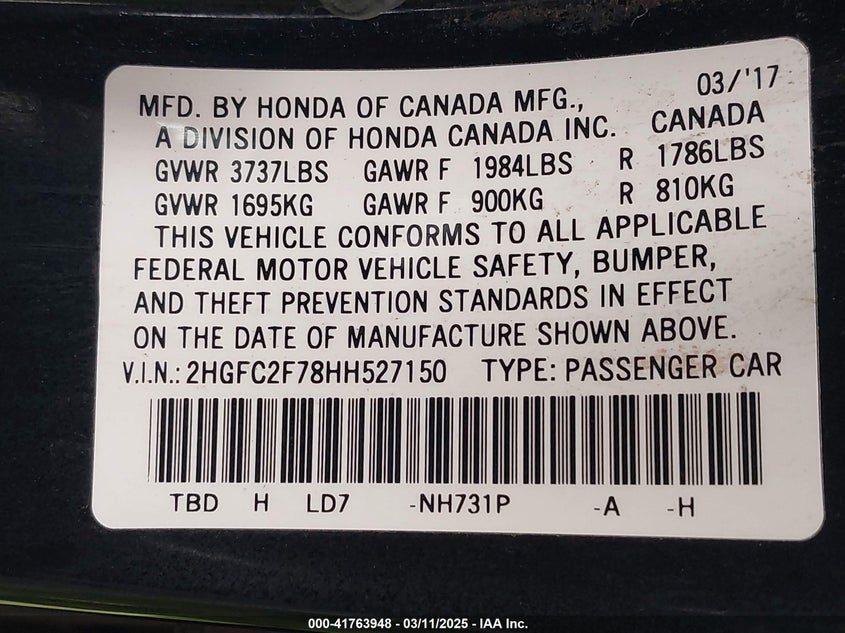 03/'17
MFD. BY HONDA OF CANADA MFG.,
A DIVISION OF HONDA CANADA INC. CANADA
GVWR 3737LBS GAWR F 1984LBS R 1786LBS
GVWR 1695KG GAWR F 900KG R 810KG
THIS VEHICLE CONFORMS TO ALL APPLICABLE
FEDERAL MOTOR VEHICLE SAFETY, BUMPER,
AND THEFT PREVENTION STANDARDS IN EFFECT
ON THE DATE OF MANUFACTURE SHOWN ABOVE.
V.I.N.: 2HGFC2F78HH527150 TYPE: PASSENGER CAR
TBD H LD7 -NH731P -A -H
000-41763948 - 03/11/2025 - IAA Inc.